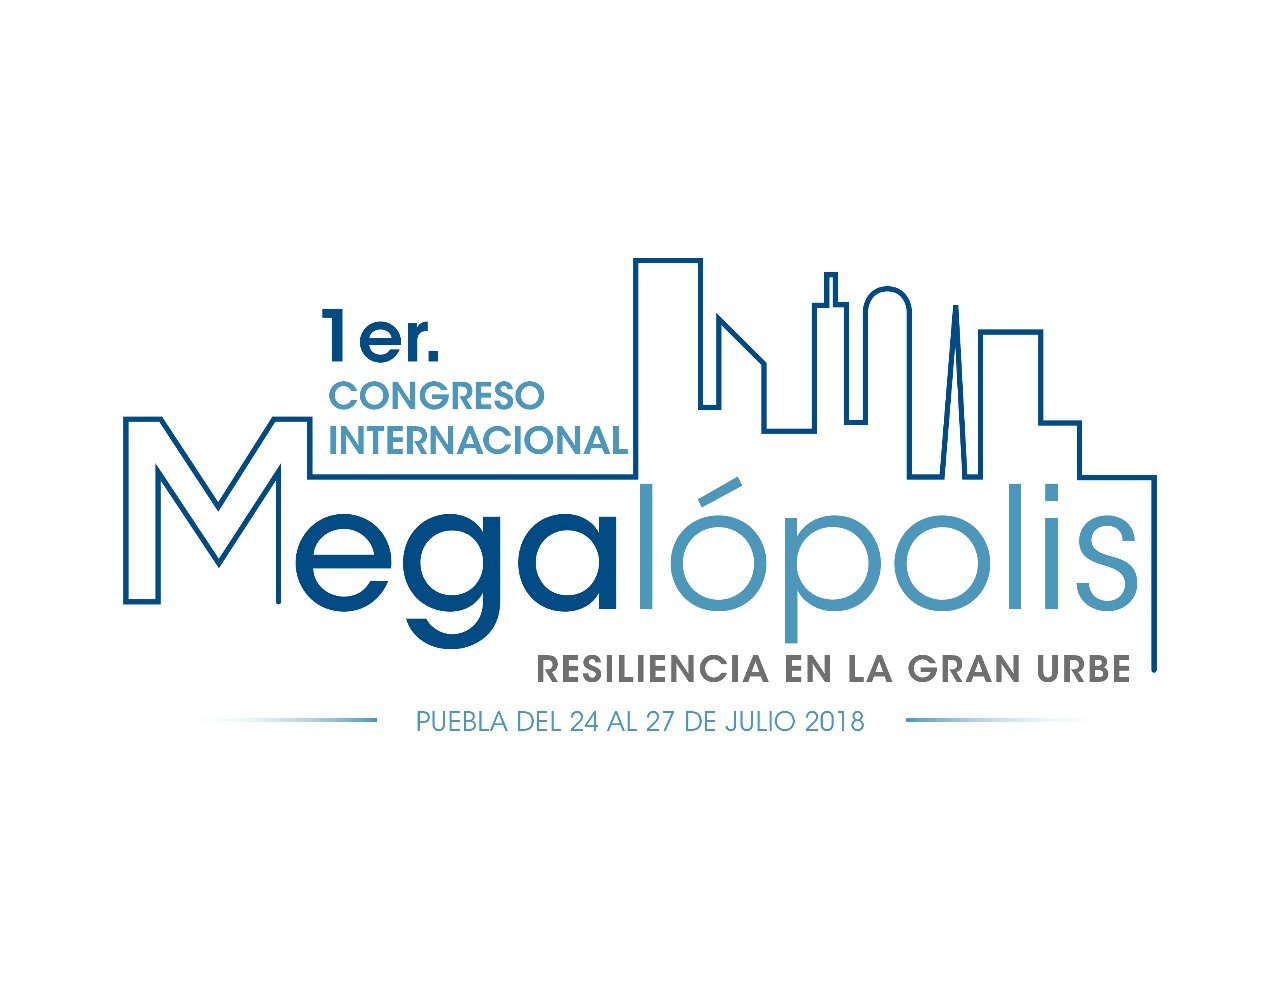 1er.
CONGRESO
INTERNACIONAL
Megalópolis
RESILIENCIA EN LA GRAN URBE
PUEBLA DEL 24 AL 27 DE JULIO 2018